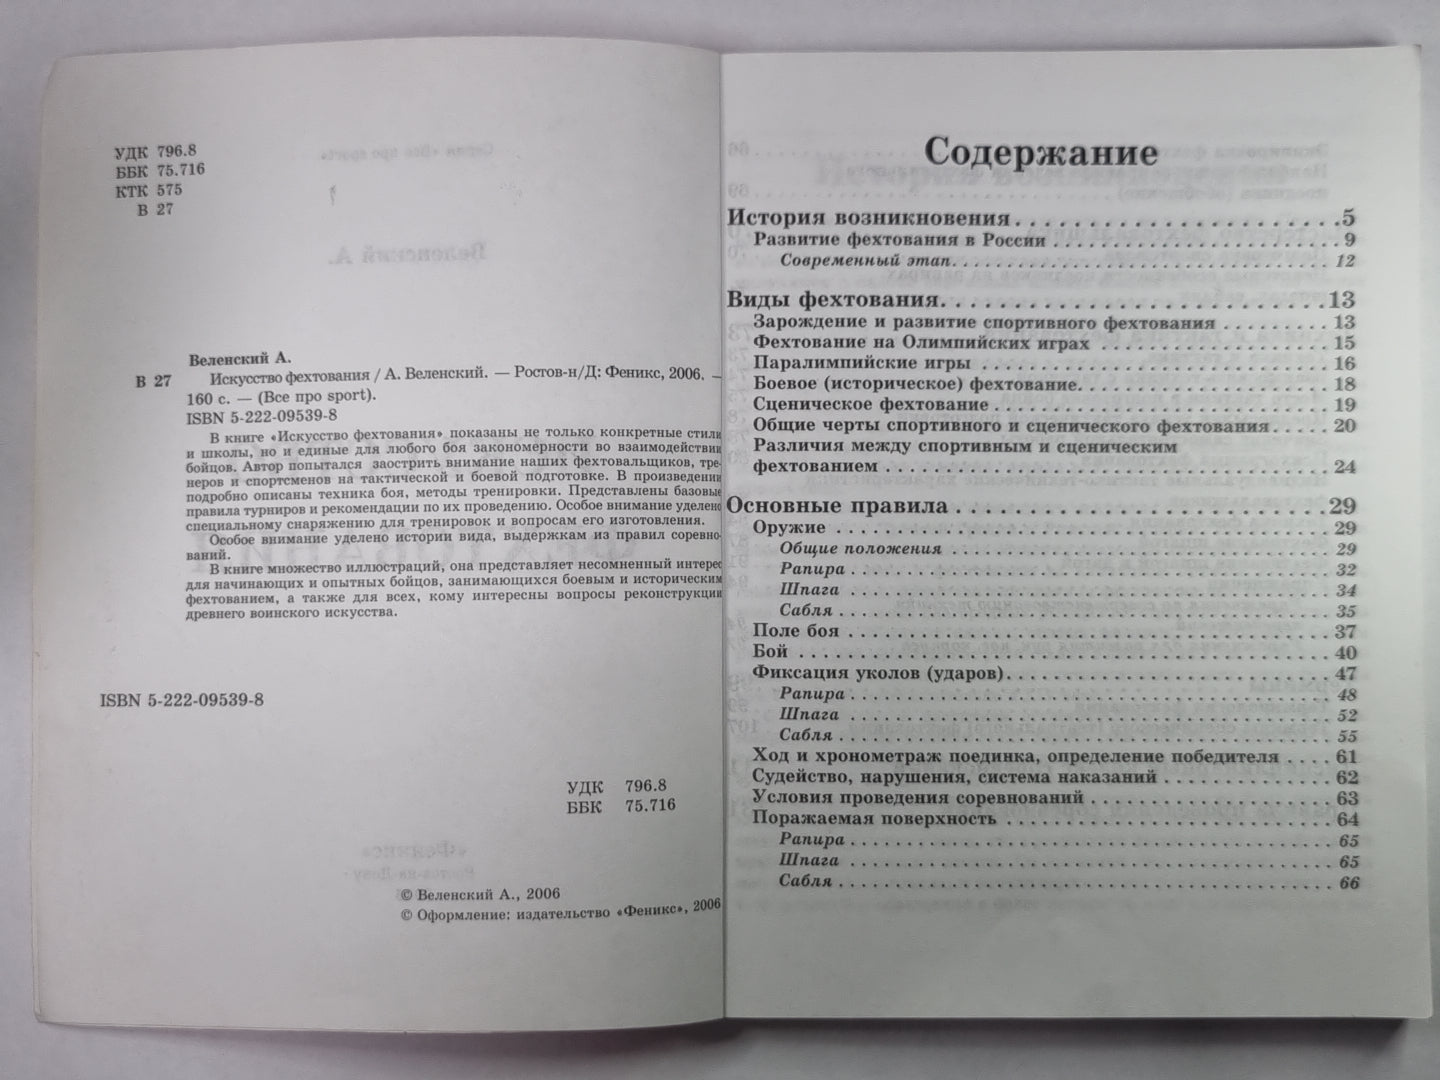 УДК 796.8
ББК 75.716
КТК 575
В 27
Веленский А.
В 27 Искусство фехтования / А. Веленский. — Ростов-н/Д: Феникс, 2006. —
160 с. — (Все про sport).
ISBN 5-222-09539-8
В книге «Искусство фехтования» показаны не только конкретные стили
и школы, но и единые для любого боя закономерности во взаимодействии
бойцов. Автор попытался заострить внимание наших фехтовальщиков, тре-
неров и спортсменов на тактической и боевой подготовке. В произведении
подробно описаны техника боя, методы тренировки. Представлены базовые
правила турниров и рекомендации по их проведению. Особое внимание уделено
специальному снаряжению для тренировок и вопросам его изготовления.
Особое внимание уделено истории вида, выдержкам из правил соревно-
ваний.
В книге множество иллюстраций, она представляет несомненный интерес
для начинающих и опытных бойцов, занимающихся боевым и историческим
фехтованием, а также для всех, кому интересны вопросы реконструкции
древнего воинского искусства.
ISBN 5-222-09539-8
УДК 796.8
ББК 75.716
© Веленский А., 2006
© Оформление: издательство «Феникс», 2006
Содержание
История возникновения . . . . . 5
Развитие фехтования в России . . . . . 9
Современный этап . . . . . 12
Виды фехтования . . . . . 13
Зарождение и развитие спортивного фехтования . . . . . 13
Фехтование на Олимпийских играх . . . . . 15
Паралимпийские игры . . . . . 16
Боевое (историческое) фехтование . . . . . 18
Сценическое фехтование . . . . . 19
Общие черты спортивного и сценического фехтования . . . . . 20
Различия между спортивным и сценическим
фехтованием . . . . . 24
Основные правила . . . . . 29
Оружие . . . . . 29
Общие положения . . . . . 29
Рапира . . . . . 32
Шпага . . . . . 34
Сабля . . . . . 35
Поле боя . . . . . 37
Бой . . . . . 40
Фиксация уколов (ударов) . . . . . 47
Рапира . . . . . 48
Шпага . . . . . 52
Сабля . . . . . 55
Ход и хронометраж поединка, определение победителя . . . . 61
Судейство, нарушения, система наказаний . . . . . 62
Условия проведения соревнований . . . . . 63
Поражаемая поверхность . . . . . 64
Рапира . . . . . 65
Шпага . . . . . 65
Сабля . . . . . 66